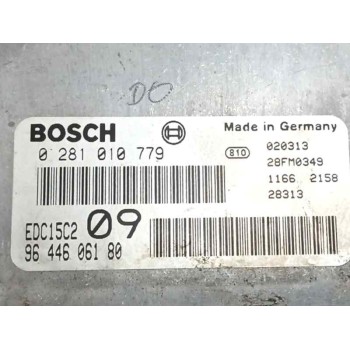 DO
BOSCH
Made in Germany
0 281 010 779
810
020313
28FM0349
1166 2158
28313
EDC15C2 09
96 446 061 80